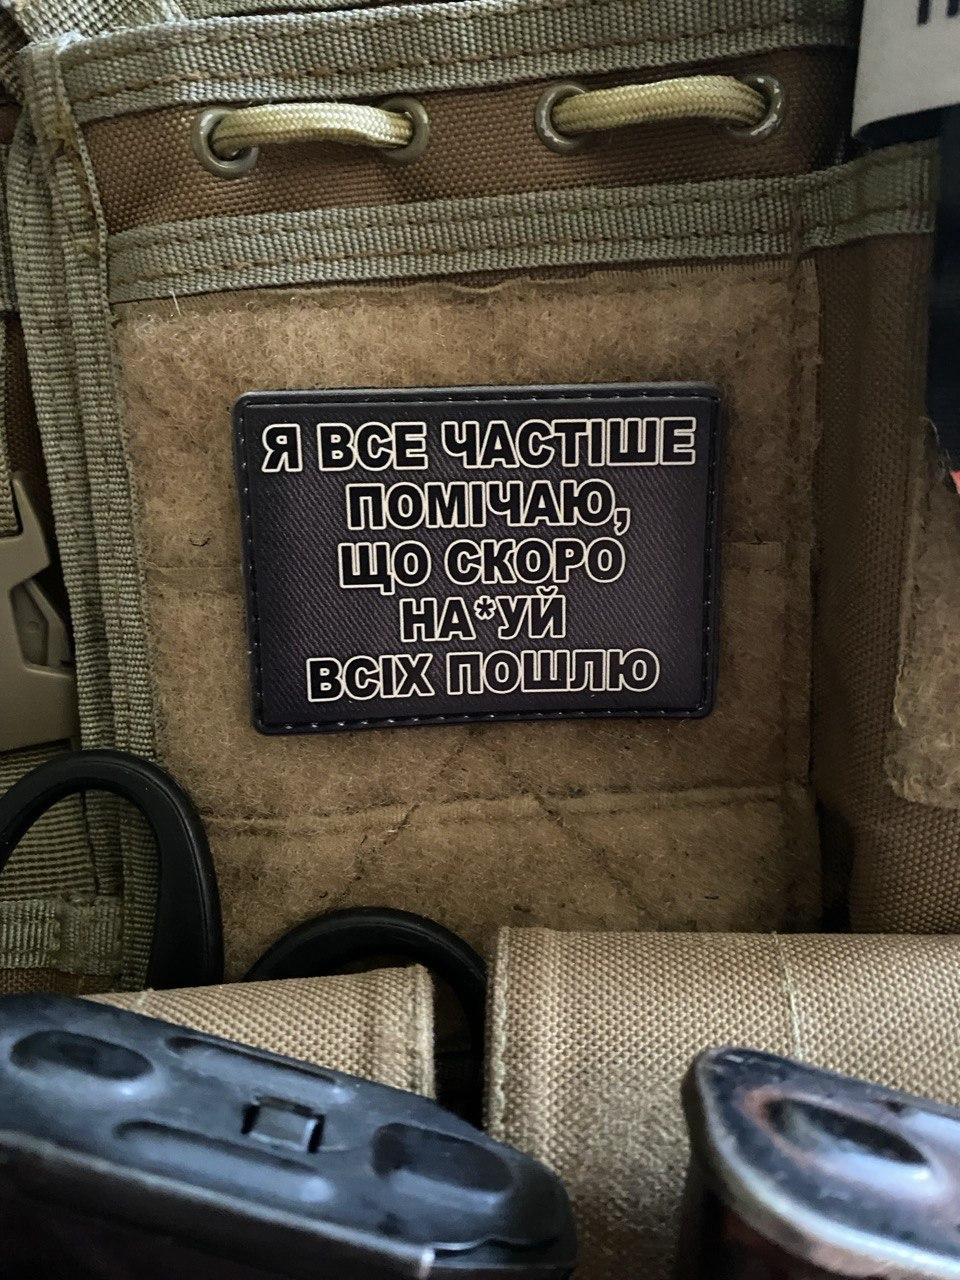 Я ВСЕ ЧАСТІШЕ
ПОМІЧАЮ,
ЩО СКОРО
НА*УЙ
ВСІХ ПОШЛЮ